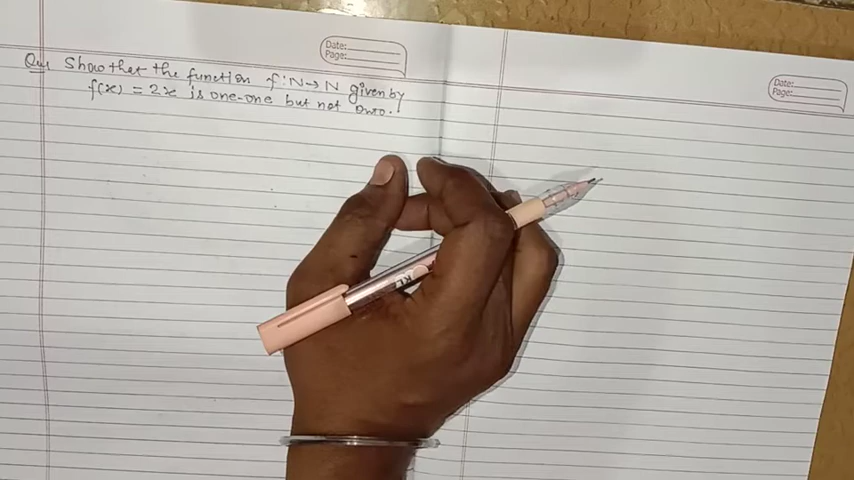 Que Show that the function f: N→N given by
f(x) = 2x is one-one but not onto.
Date:
Page:
Date:
Page: